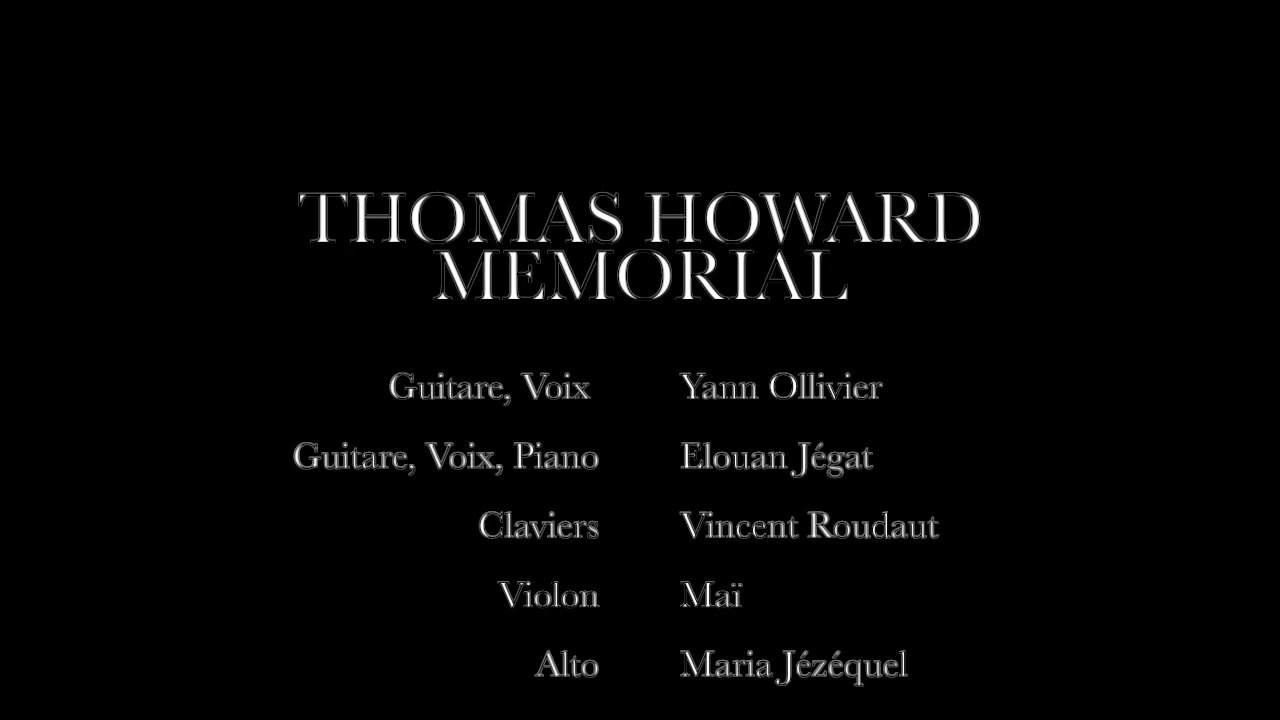 THOMAS HOWARD
MEMORIAL
Guitare, Voix Yann Ollivier
Guitare, Voix, Piano Elouan Jégat
Claviers Vincent Roudaut
Violon Maï
Alto Maria Jézéquel